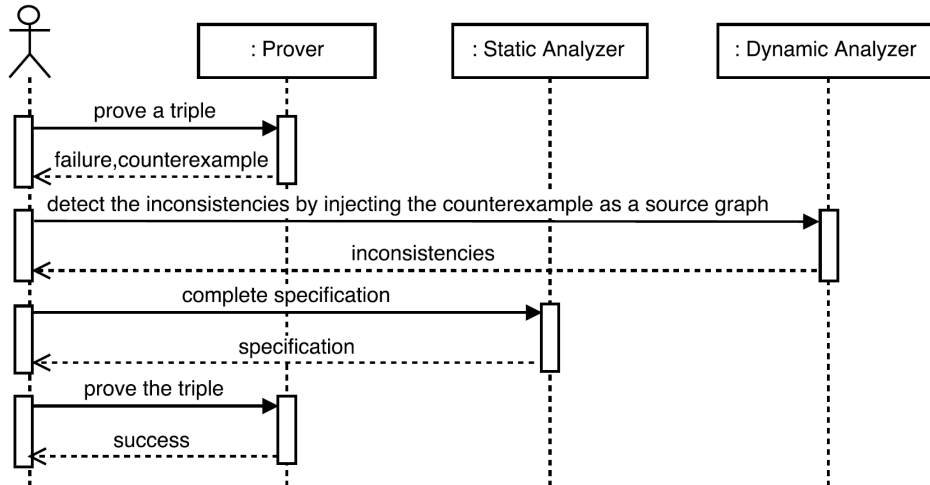 : Prover
: Static Analyzer
: Dynamic Analyzer
prove a triple
failure,counterexample
detect the inconsistencies by injecting the counterexample as a source graph
inconsistencies
complete specification
specification
prove the triple
success